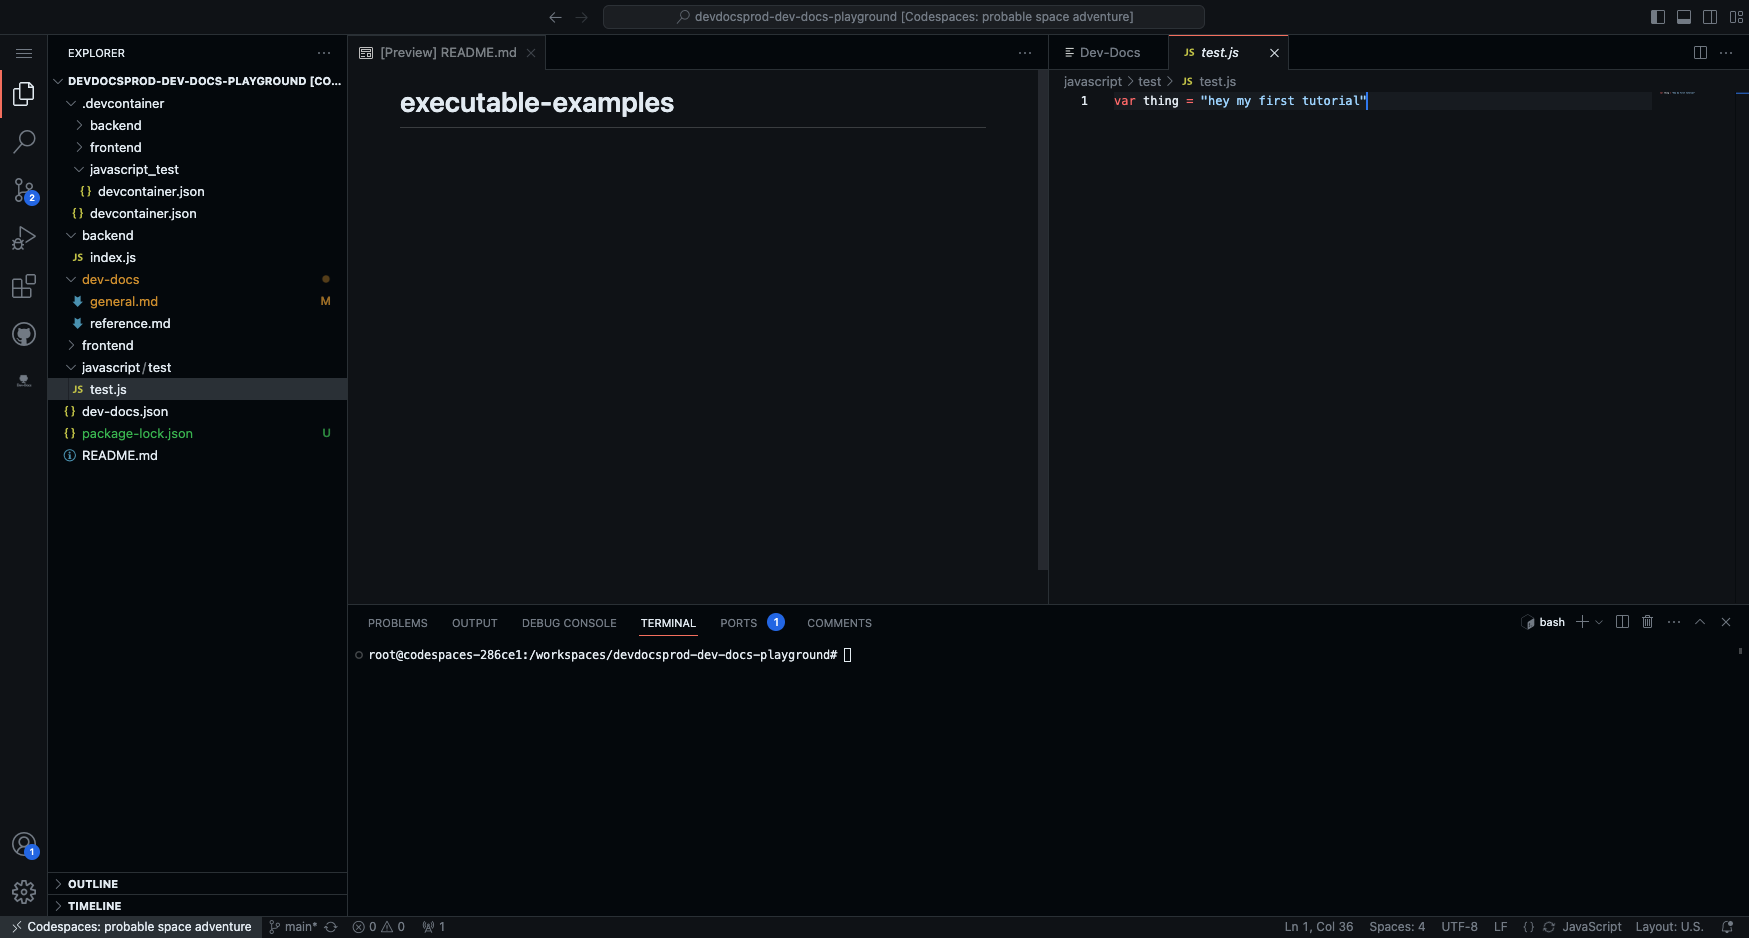 devdocsprod-dev-docs-playground [Codespaces: probable space adventure]
EXPLORER
DEVDOCSPROD-DEV-DOCS-PLAYGROUND [CO...
.devcontainer
backend
frontend
javascript_test
{} devcontainer.json
{} devcontainer.json
backend
JS index.js
dev-docs
general.md M
reference.md
frontend
javascript/test
JS test.js
{} dev-docs.json
{} package-lock.json U
README.md
OUTLINE
TIMELINE
2
1
[Preview] README.md
executable-examples
Dev-Docs
JS test.js
javascript > test > JS test.js
1 var thing = "hey my first tutorial"
PROBLEMS OUTPUT DEBUG CONSOLE TERMINAL PORTS 1 COMMENTS
bash
root@codespaces-286ce1:/workspaces/devdocsprod-dev-docs-playground#
Codespaces: probable space adventure main* 0 0 1 Ln 1, Col 36 Spaces: 4 UTF-8 LF {} JavaScript Layout: U.S.